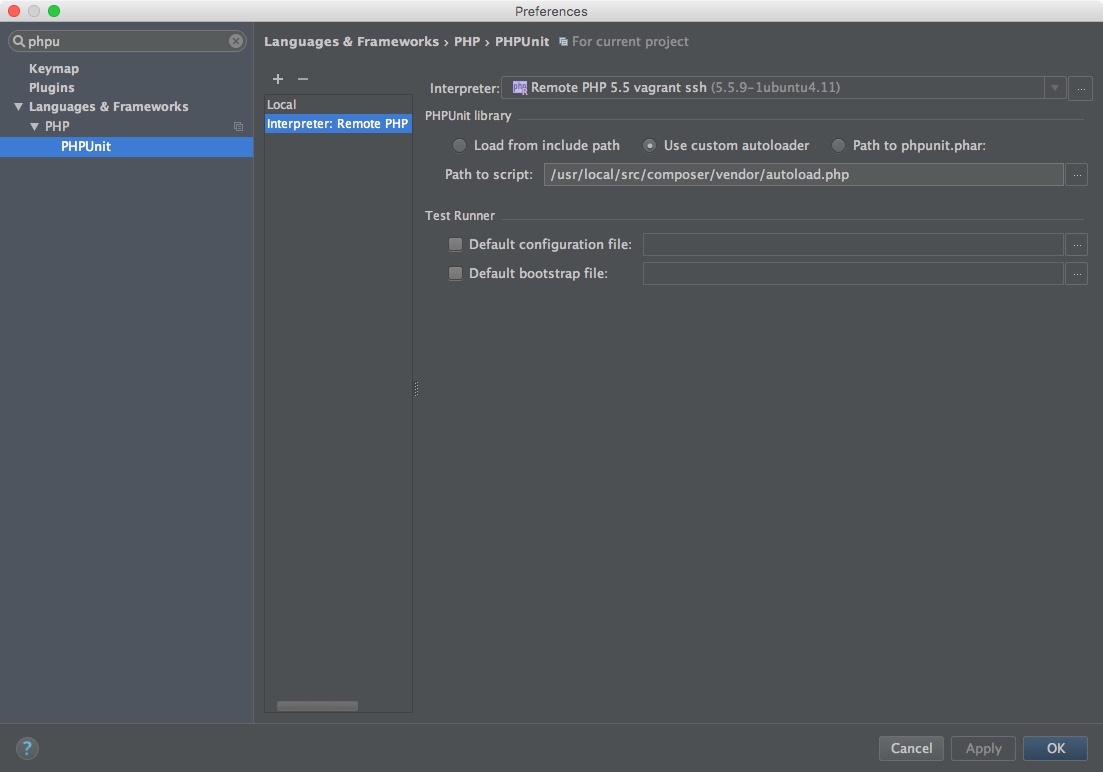 Preferences
phpu
Keymap
Plugins
Languages & Frameworks
PHP
PHPUnit
Languages & Frameworks › PHP › PHPUnit For current project
+ −
Local
Interpreter: Remote PHP
Interpreter: Remote PHP 5.5 vagrant ssh (5.5.9-1ubuntu4.11) ...
PHPUnit library
Load from include path Use custom autoloader Path to phpunit.phar:
Path to script: /usr/local/src/composer/vendor/autoload.php ...
Test Runner
Default configuration file: ...
Default bootstrap file: ...
? Cancel Apply OK